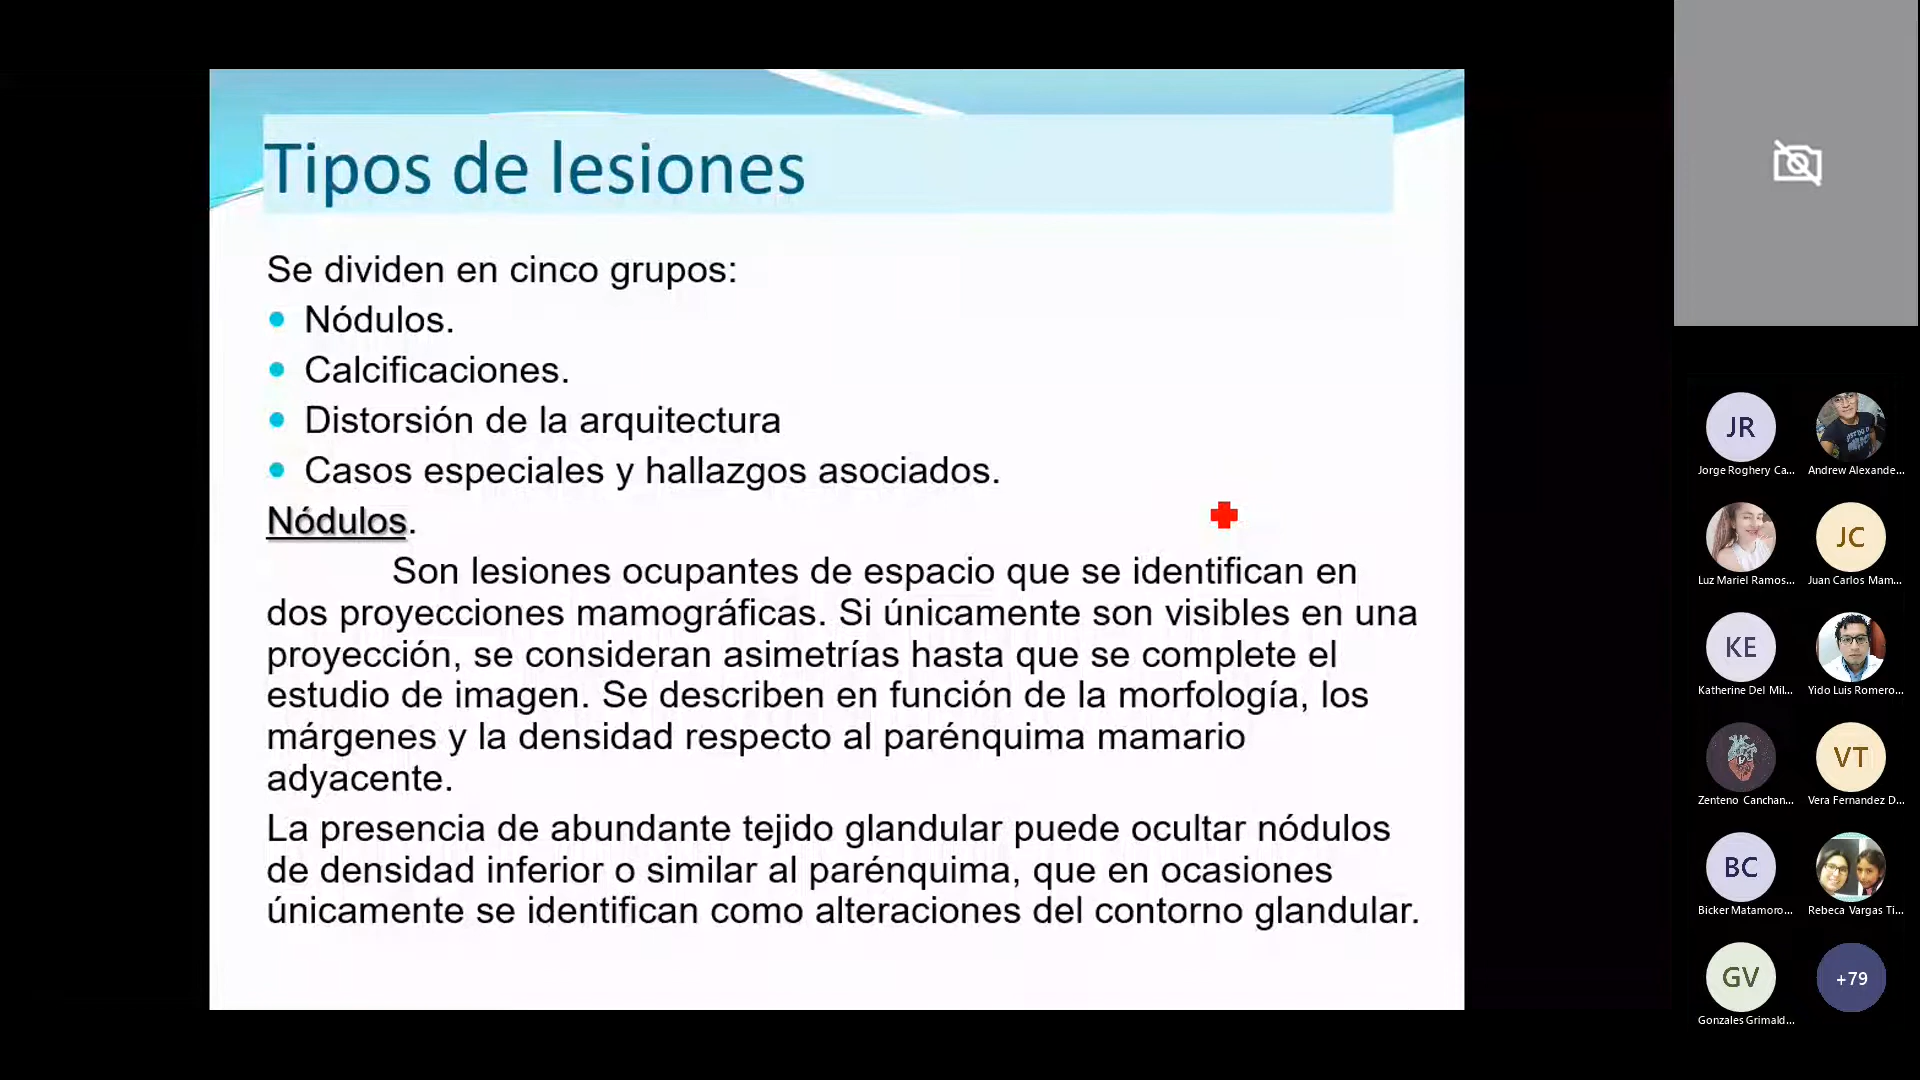 Tipos de lesiones
Se dividen en cinco grupos:
Nódulos.
Calcificaciones.
Distorsión de la arquitectura
Casos especiales y hallazgos asociados.
Nódulos.
Son lesiones ocupantes de espacio que se identifican en
dos proyecciones mamográficas. Si únicamente son visibles en una
proyección, se consideran asimetrías hasta que se complete el
estudio de imagen. Se describen en función de la morfología, los
márgenes y la densidad respecto al parénquima mamario
adyacente.
La presencia de abundante tejido glandular puede ocultar nódulos
de densidad inferior o similar al parénquima, que en ocasiones
únicamente se identifican como alteraciones del contorno glandular.
JR
Jorge Roghery Ca...
Andrew Alexande...
Luz Mariel Ramos...
JC
Juan Carlos Mam...
KE
Katherine Del Mil...
Yido Luis Romero...
Zenteno Canchan...
VT
Vera Fernandez D...
BC
Bicker Matamoro...
Rebeca Vargas Ti...
GV
Gonzales Grimald...
+79